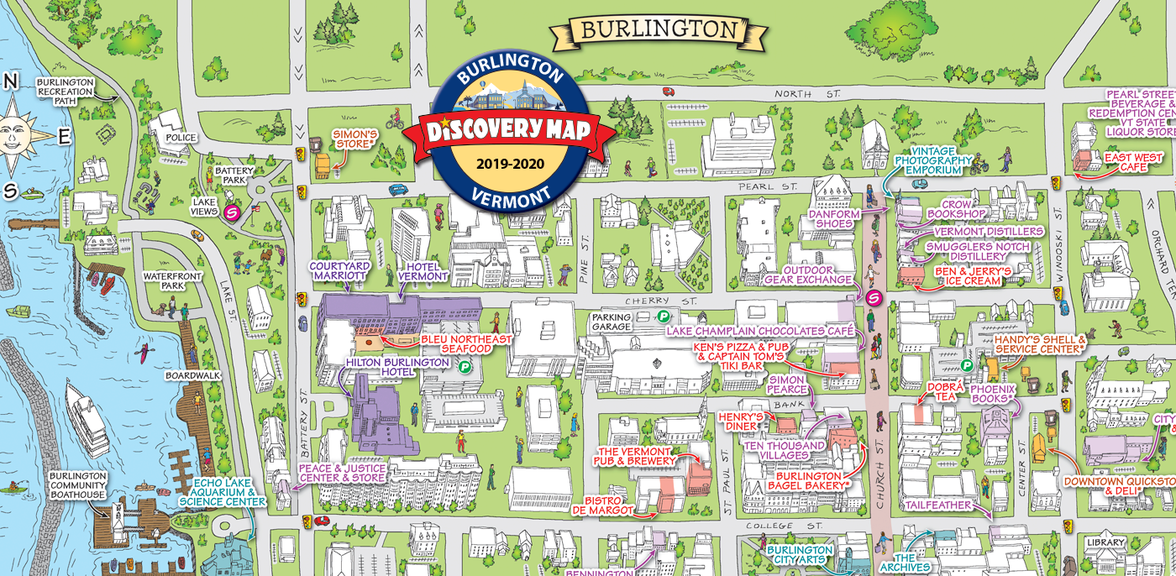 BURLINGTON
BURLINGTON
DiSCOVERY MAP
2019-2020
VERMONT
N
E
S
BURLINGTON
RECREATION
PATH
POLICE
BATTERY
PARK
LAKE
VIEWS
S
SIMON'S
STORE*
NORTH ST.
PEARL STREET
BEVERAGE &
REDEMPTION CEN
VT STATE
LIQUOR STORE
EAST WEST
CAFE
VINTAGE
PHOTOGRAPHY
EMPORIUM
PEARL ST.
DANFORM
SHOES
CROW
BOOKSHOP
VERMONT DISTILLERS
SMUGGLERS NOTCH
DISTILLERY
BEN & JERRY'S
ICE CREAM
OUTDOOR
GEAR EXCHANGE
S
WINOOSKI ST.
ORCHARD TE
PINE ST.
COURTYARD
MARRIOTT
HOTEL
VERMONT
WATERFRONT
PARK
LAKE ST.
CHERRY ST.
PARKING
GARAGE
P
LAKE CHAMPLAIN CHOCOLATES CAFÉ
KEN'S PIZZA & PUB
& CAPTAIN TOM'S
TIKI BAR
BLEU NORTHEAST
SEAFOOD
P
HILTON BURLINGTON
HOTEL
HANDY'S SHELL &
SERVICE CENTER*
P
BOARDWALK
SIMON
PEARCE
DOBRÁ
TEA
PHOENIX
BOOKS*
BANK
HENRY'S
DINER*
TEN THOUSAND
VILLAGES
BURLINGTON
BAGEL BAKERY*
CITY
BATTERY ST.
THE VERMONT
PUB & BREWERY
ST. PAUL ST.
CHURCH ST.
CENTER ST.
DOWNTOWN QUICKSTO
& DELI*
PEACE & JUSTICE
CENTER & STORE
BURLINGTON
COMMUNITY
BOATHOUSE
ECHO LAKE
AQUARIUM &
SCIENCE CENTER
BISTRO
DE MARGOT
TAILFEATHER
COLLEGE ST.
BURLINGTON
CITY ARTS
THE
ARCHIVES
LIBRARY
BENNINGTON